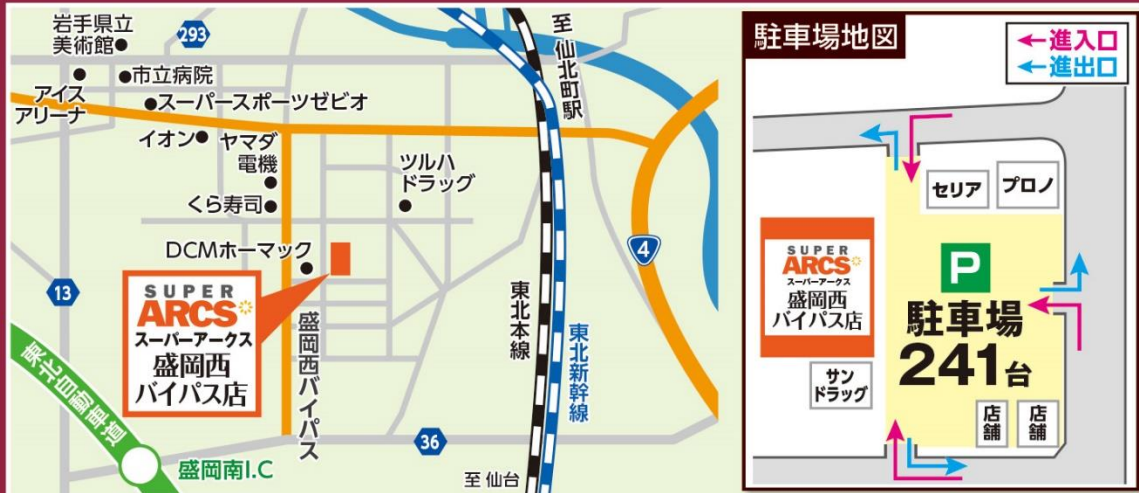 岩手県立
美術館
293
市立病院
アイス
アリーナ
スーパースポーツゼビオ
イオン
ヤマダ
電機
くら寿司
ツルハ
ドラッグ
DCMホーマック
至 仙北町駅
4
13
SUPER
ARCS
スーパーアークス
盛岡西
バイパス店
盛岡西バイパス
東北本線
東北新幹線
東北自動車道
盛岡南I.C
36
至 仙台
駐車場地図
←進入口
←進出口
セリア
プロノ
SUPER
ARCS
スーパーアークス
盛岡西
バイパス店
P
駐車場
241台
サン
ドラッグ
店
舗
店
舗